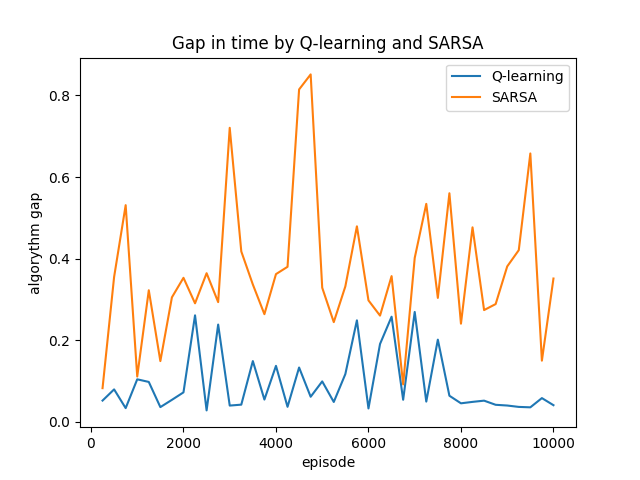 Gap in time by Q-learning and SARSA
Q-learning
SARSA
algorythm gap
0.8
0.6
0.4
0.2
0.0
0
2000
4000
6000
8000
10000
episode